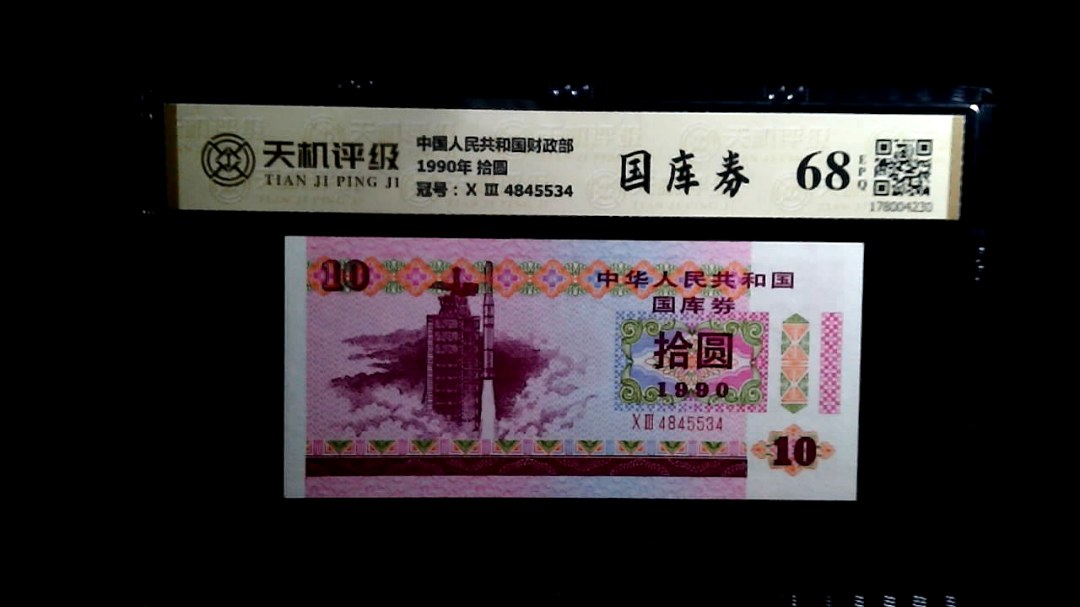 天机评级
TIAN JI PING JI
中国人民共和国财政部
1990年 拾圆
冠号：X III 4845534
国库券
68
EPQ
178004230
10
中华人民共和国
国库券
拾圆
1990
XIII 4845534
10